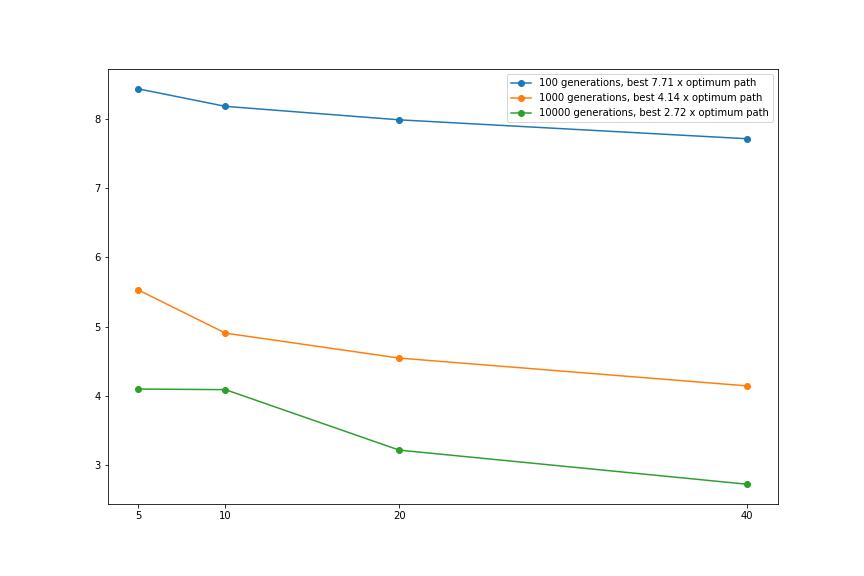 100 generations, best 7.71 x optimum path
1000 generations, best 4.14 x optimum path
10000 generations, best 2.72 x optimum path
8
7
6
5
4
3
5 10 20 40